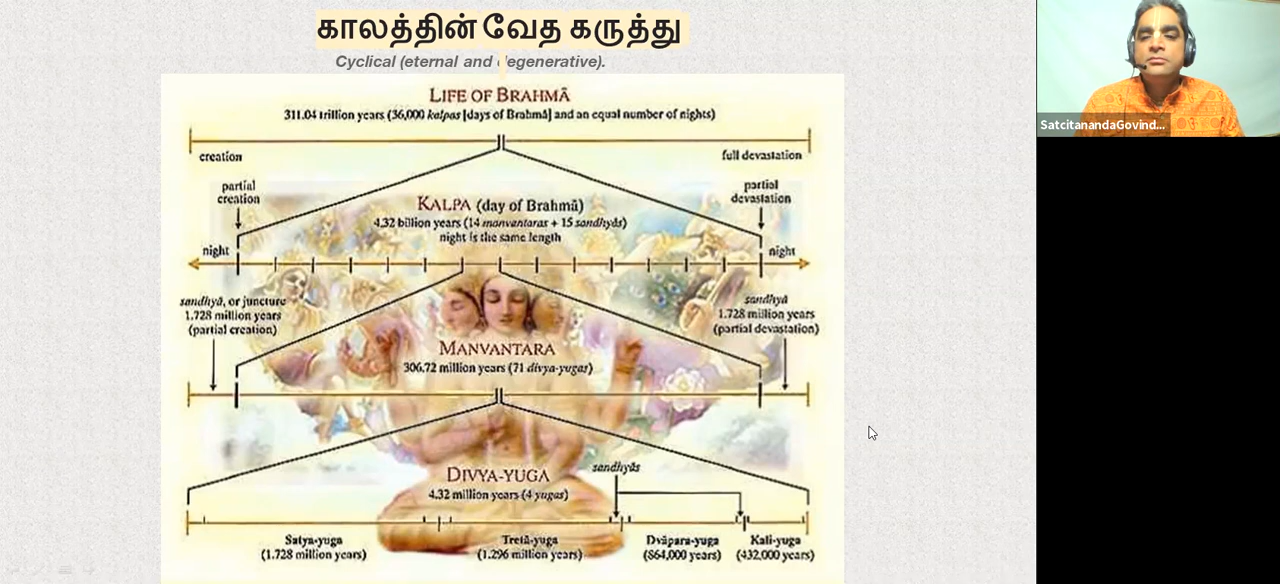 காலத்தின் வேத கருத்து
Cyclical (eternal and degenerative).
LIFE OF BRAHMĀ
311.04 trillion years (36,000 kalpas [days of Brahmā] and an equal number of nights)
creation
full devastation
partial
creation
partial
devastation
KALPA (day of Brahmā)
4.32 billion years (14 manvantaras + 15 sandhyās)
night is the same length
night
night
sandhyā, or juncture
1.728 million years
(partial creation)
sandhyā
1.728 million years
(partial devastation)
MANVANTARA
306.72 million years (71 divya-yugas)
sandhyās
DIVYA-YUGA
4.32 million years (4 yugas)
Satya-yuga
(1.728 million years)
Tretā-yuga
(1.296 million years)
Dvāpara-yuga
(864,000 years)
Kali-yuga
(432,000 years)
SatcitanandaGovind...